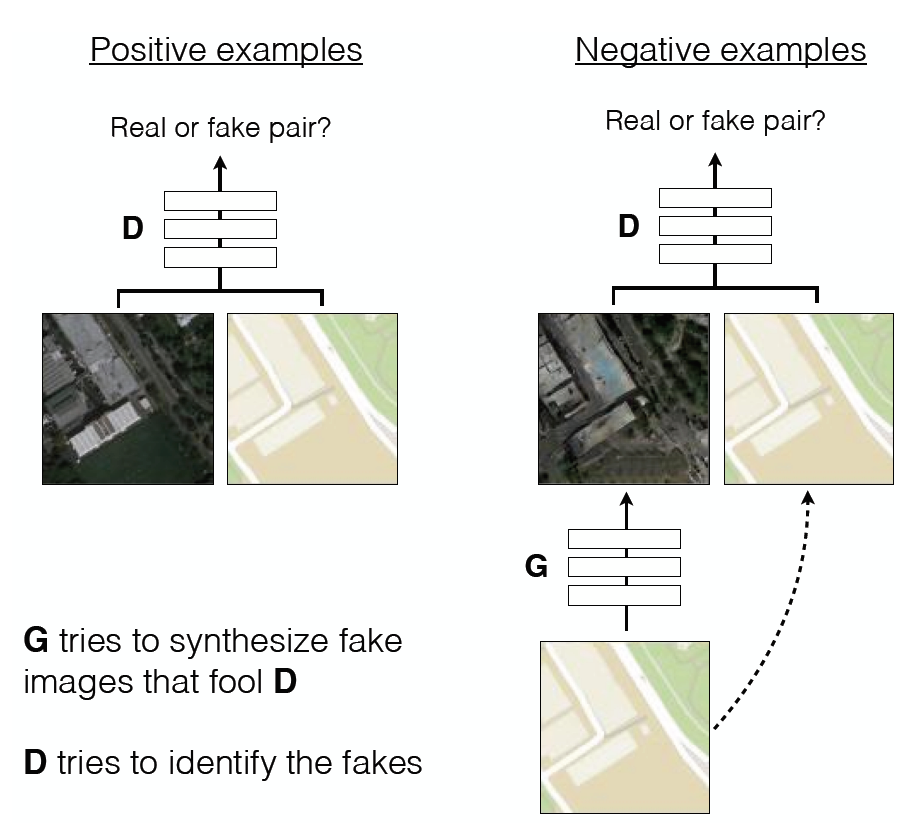 Positive examples
Real or fake pair?
D
Negative examples
Real or fake pair?
D
G
G tries to synthesize fake
images that fool D
D tries to identify the fakes